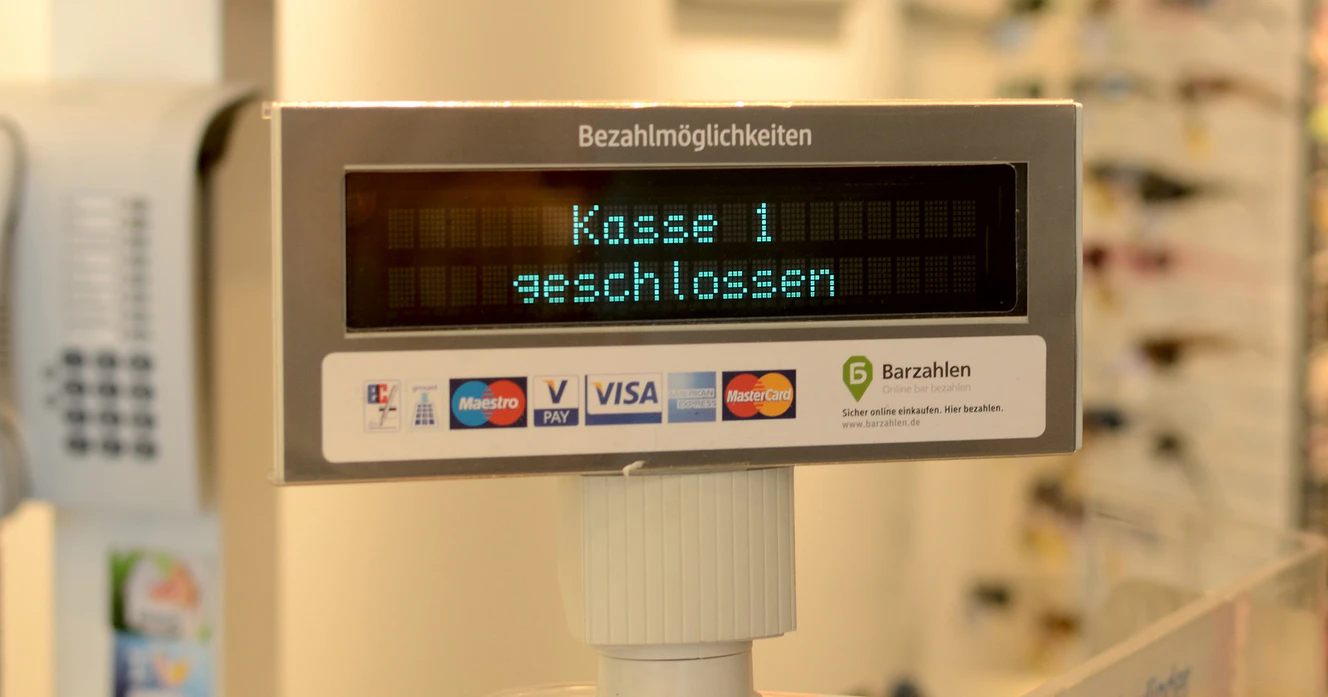 Bezahlmöglichkeiten
Kasse 1
geschlossen
EC
Maestro
V PAY
VISA
AMERICAN EXPRESS
MasterCard
Barzahlen
Online bar bezahlen
Sicher online einkaufen. Hier bezahlen.
www.barzahlen.de